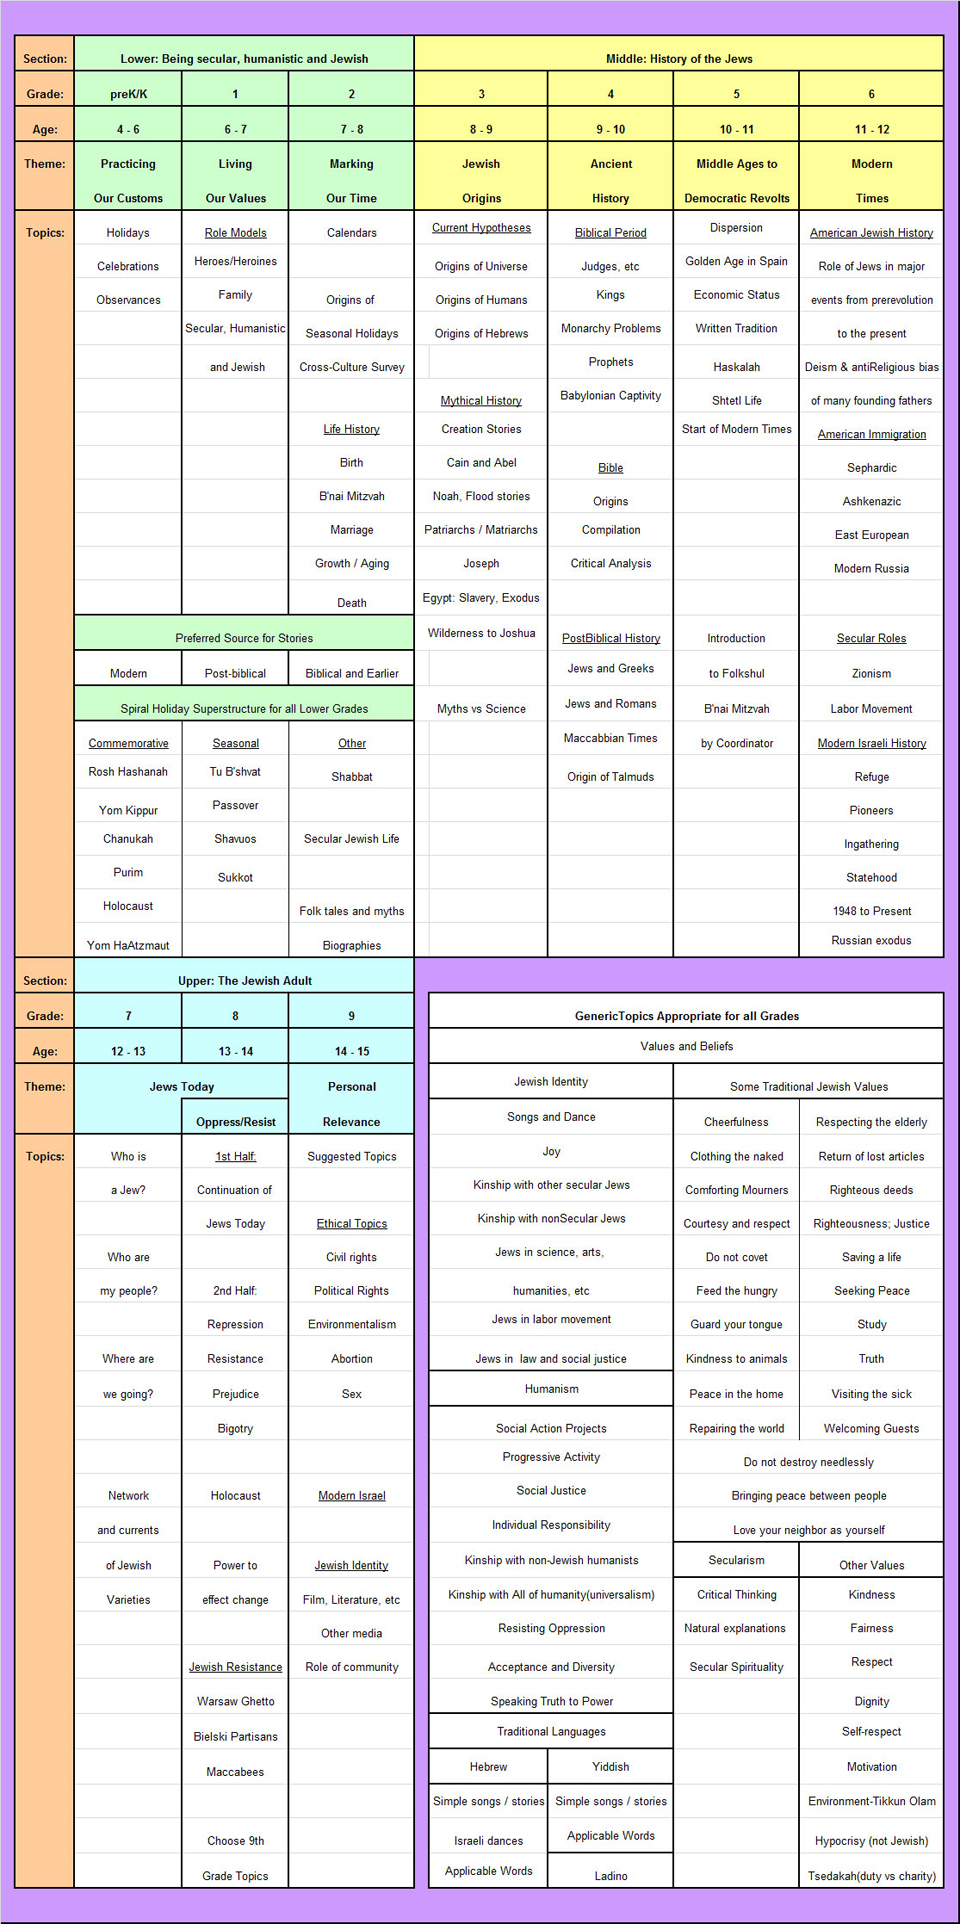 Section: Lower: Being secular, humanistic and Jewish Middle: History of the Jews
Grade: preK/K 1 2 3 4 5 6
Age: 4 - 6 6 - 7 7 - 8 8 - 9 9 - 10 10 - 11 11 - 12
Theme: Practicing Living Marking Jewish Ancient Middle Ages to Modern
Our Customs Our Values Our Time Origins History Democratic Revolts Times
Topics: Holidays Role Models Calendars Current Hypotheses Biblical Period Dispersion American Jewish History
Celebrations Heroes/Heroines Origins of Universe Judges, etc Golden Age in Spain Role of Jews in major
Observances Family Origins of Origins of Humans Kings Economic Status events from prerevolution
Secular, Humanistic Seasonal Holidays Origins of Hebrews Monarchy Problems Written Tradition to the present
and Jewish Cross-Culture Survey Prophets Haskalah Deism & antiReligious bias
Mythical History Babylonian Captivity Shtetl Life of many founding fathers
Life History Creation Stories Start of Modern Times American Immigration
Birth Cain and Abel Bible Sephardic
B'nai Mitzvah Noah, Flood stories Origins Ashkenazic
Marriage Patriarchs / Matriarchs Compilation East European
Growth / Aging Joseph Critical Analysis Modern Russia
Death Egypt: Slavery, Exodus
Preferred Source for Stories Wilderness to Joshua PostBiblical History Introduction Secular Roles
Modern Post-biblical Biblical and Earlier Jews and Greeks to Folkshul Zionism
Spiral Holiday Superstructure for all Lower Grades Myths vs Science Jews and Romans B'nai Mitzvah Labor Movement
Commemorative Seasonal Other Maccabbian Times by Coordinator Modern Israeli History
Rosh Hashanah Tu B'shvat Shabbat Origin of Talmuds Refuge
Yom Kippur Passover Pioneers
Chanukah Shavuos Secular Jewish Life Ingathering
Purim Sukkot Statehood
Holocaust Folk tales and myths 1948 to Present
Yom HaAtzmaut Biographies Russian exodus
Section: Upper: The Jewish Adult
Grade: 7 8 9 GenericTopics Appropriate for all Grades
Age: 12 - 13 13 - 14 14 - 15 Values and Beliefs
Theme: Jews Today Personal Jewish Identity Some Traditional Jewish Values
Oppress/Resist Relevance Songs and Dance Cheerfulness Respecting the elderly
Topics: Who is 1st Half: Suggested Topics Joy Clothing the naked Return of lost articles
a Jew? Continuation of Kinship with other secular Jews Comforting Mourners Righteous deeds
Jews Today Ethical Topics Kinship with nonSecular Jews Courtesy and respect Righteousness; Justice
Who are Civil rights Jews in science, arts, Do not covet Saving a life
my people? 2nd Half: Political Rights humanities, etc Feed the hungry Seeking Peace
Repression Environmentalism Jews in labor movement Guard your tongue Study
Where are Resistance Abortion Jews in law and social justice Kindness to animals Truth
we going? Prejudice Sex Humanism Peace in the home Visiting the sick
Bigotry Social Action Projects Repairing the world Welcoming Guests
Progressive Activity Do not destroy needlessly
Network Holocaust Modern Israel Social Justice Bringing peace between people
and currents Individual Responsibility Love your neighbor as yourself
of Jewish Power to Jewish Identity Kinship with non-Jewish humanists Secularism Other Values
Varieties effect change Film, Literature, etc Kinship with All of humanity(universalism) Critical Thinking Kindness
Other media Resisting Oppression Natural explanations Fairness
Jewish Resistance Role of community Acceptance and Diversity Secular Spirituality Respect
Warsaw Ghetto Speaking Truth to Power Dignity
Bielski Partisans Traditional Languages Self-respect
Maccabees Hebrew Yiddish Motivation
Simple songs / stories Simple songs / stories Environment-Tikkun Olam
Choose 9th Israeli dances Applicable Words Hypocrisy (not Jewish)
Grade Topics Applicable Words Ladino Tsedakah(duty vs charity)